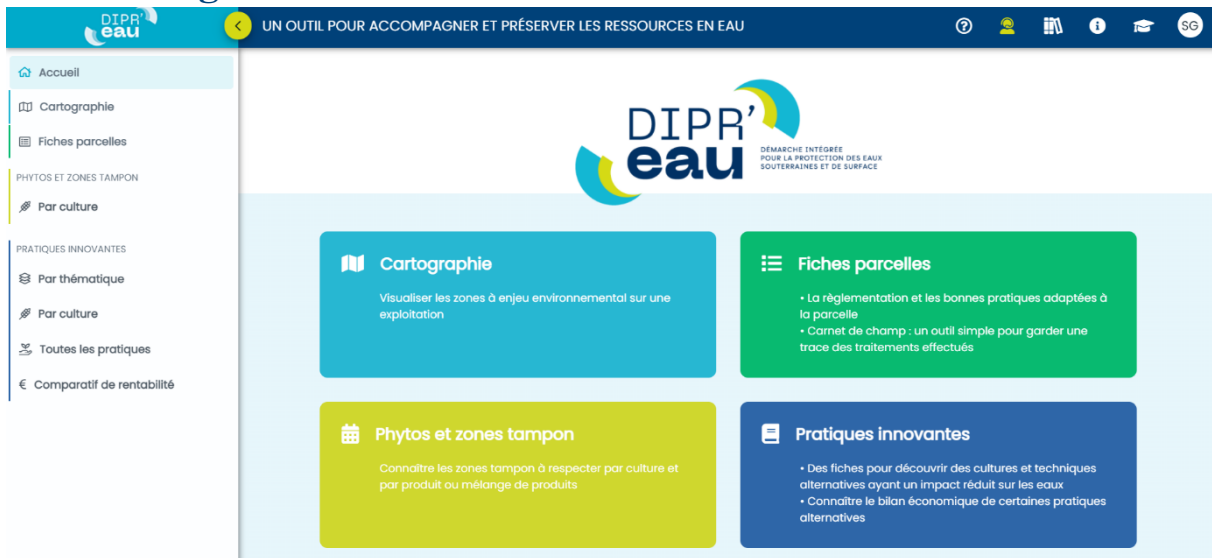 DIPR'
eau
UN OUTIL POUR ACCOMPAGNER ET PRÉSERVER LES RESSOURCES EN EAU
SG
Accueil
Cartographie
Fiches parcelles
PHYTOS ET ZONES TAMPON
Par culture
PRATIQUES INNOVANTES
Par thématique
Par culture
Toutes les pratiques
€ Comparatif de rentabilité
DIPR'
eau
DÉMARCHE INTÉGRÉE
POUR LA PROTECTION DES EAUX
SOUTERRAINES ET DE SURFACE
Cartographie
Visualiser les zones à enjeu environnemental sur une
exploitation
Fiches parcelles
• La règlementation et les bonnes pratiques adaptées à
la parcelle
• Carnet de champ : un outil simple pour garder une
trace des traitements effectués
Phytos et zones tampon
Connaître les zones tampon à respecter par culture et
par produit ou mélange de produits
Pratiques innovantes
• Des fiches pour découvrir des cultures et techniques
alternatives ayant un impact réduit sur les eaux
• Connaître le bilan économique de certaines pratiques
alternatives